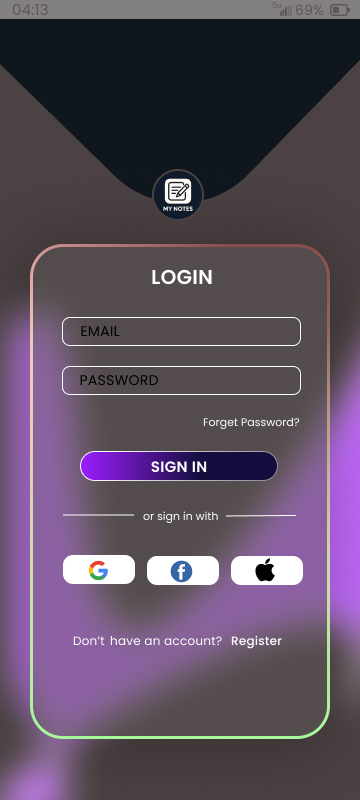 04:13 5G 69%
MY NOTES
LOGIN
EMAIL
PASSWORD
Forget Password?
SIGN IN
or sign in with
Don't have an account? Register